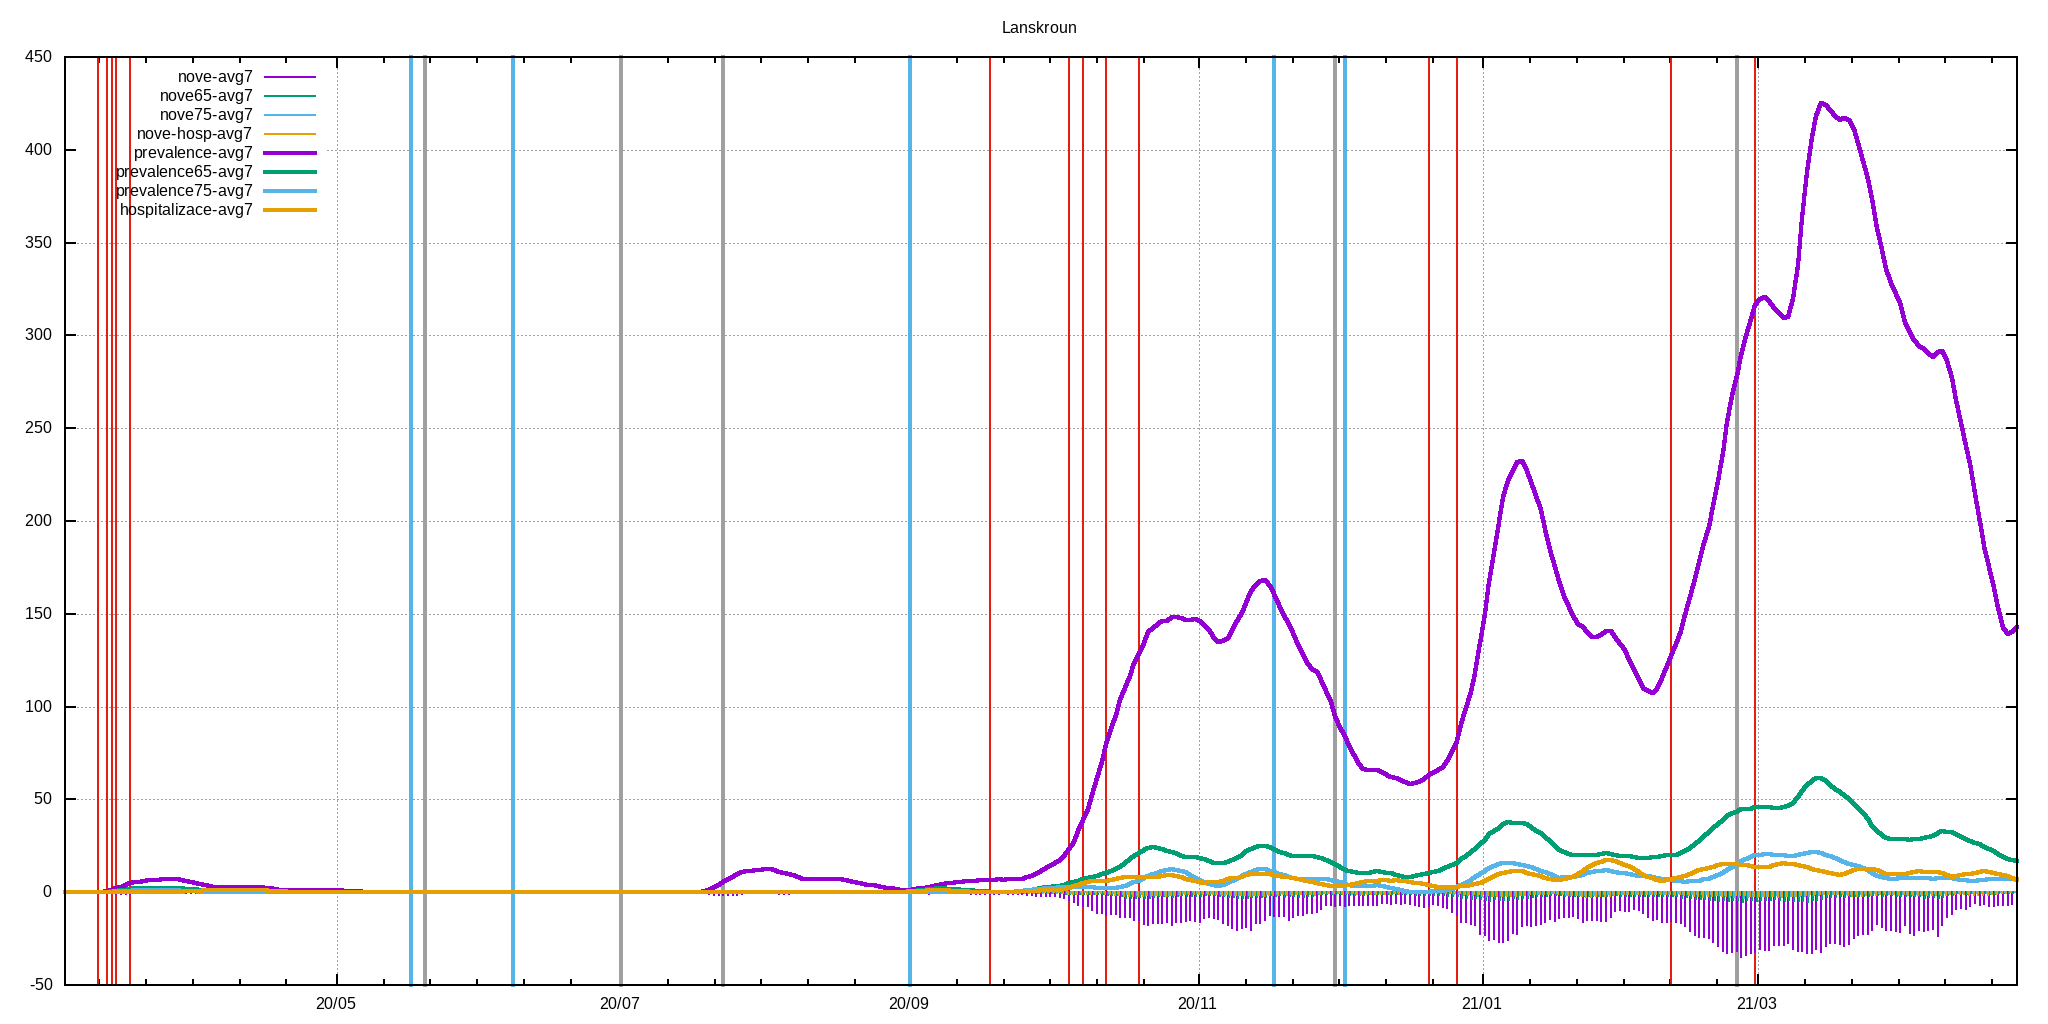 Lanskroun
450
400
350
300
250
200
150
100
50
0
-50
nove-avg7
nove65-avg7
nove75-avg7
nove-hosp-avg7
prevalence-avg7
prevalence65-avg7
prevalence75-avg7
hospitalizace-avg7
20/05 20/07 20/09 20/11 21/01 21/03